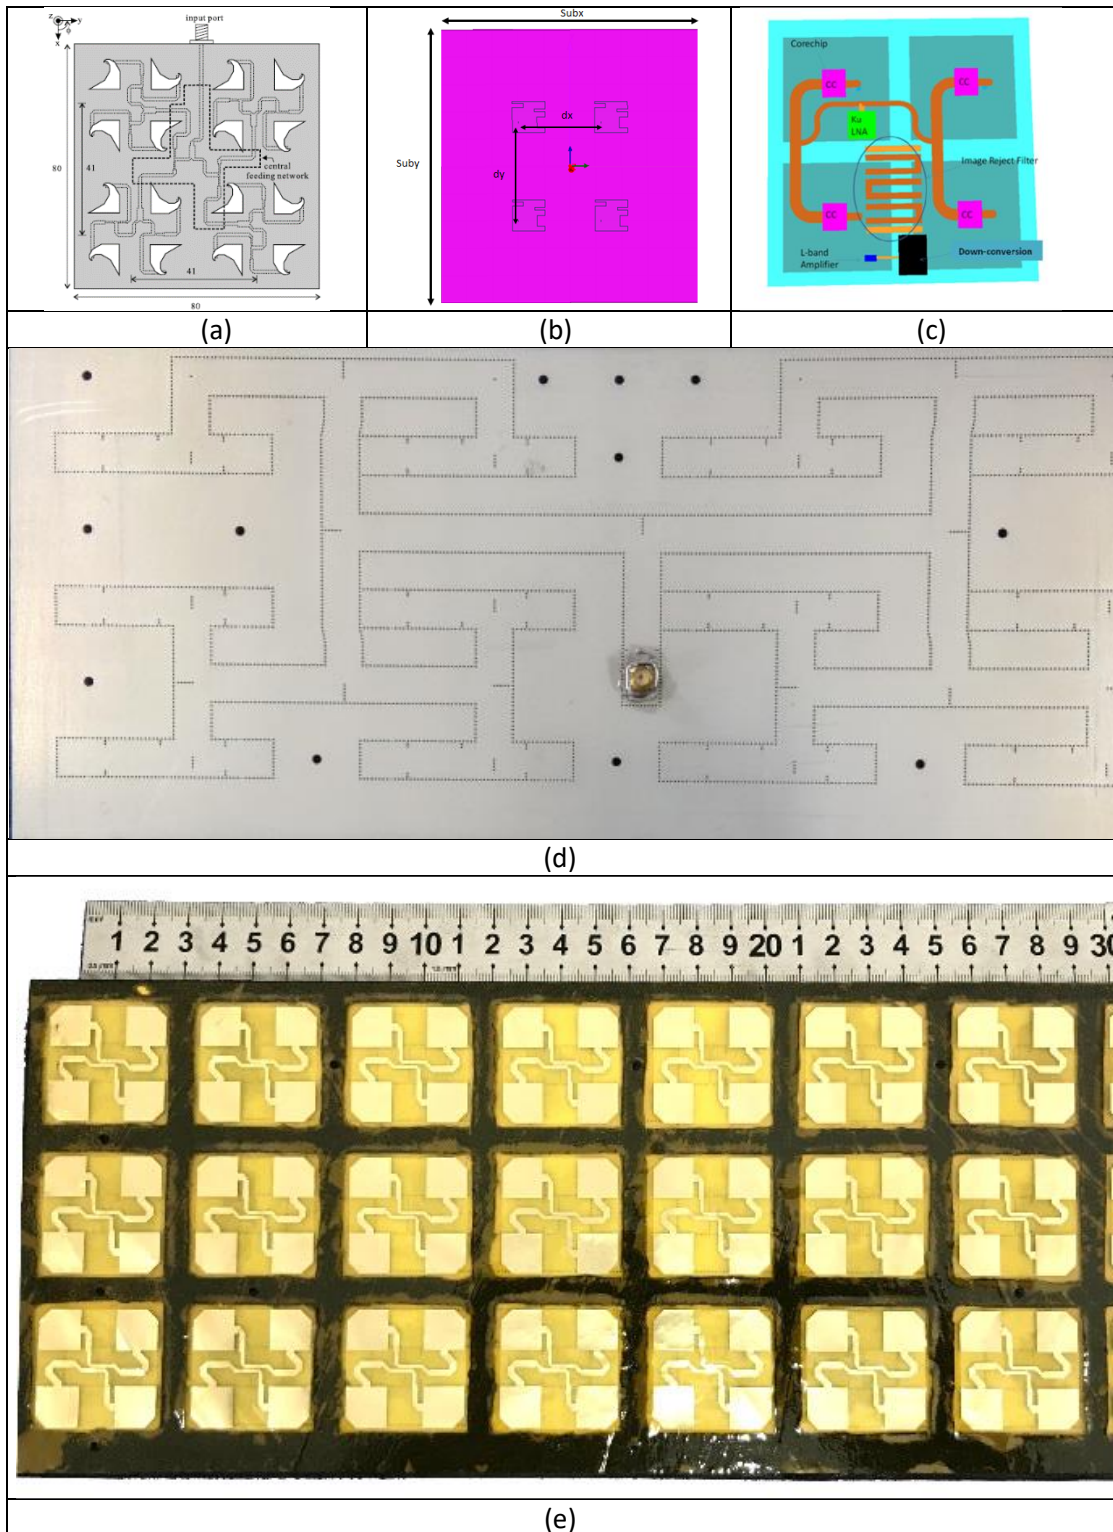 z
y
θ
x
input port
80
41
central
feeding network
41
80
(a)
Subx
dx
Suby
dy
(b)
Corechip
CC
CC
Ku
LNA
Image Reject Filter
CC
CC
L-band
Amplifier
Down-conversion
(c)
(d)
1 2 3 4 5 6 7 8 9 10 1 2 3 4 5 6 7 8 9 20 1 2 3 4 5 6 7 8 9 30
(e)